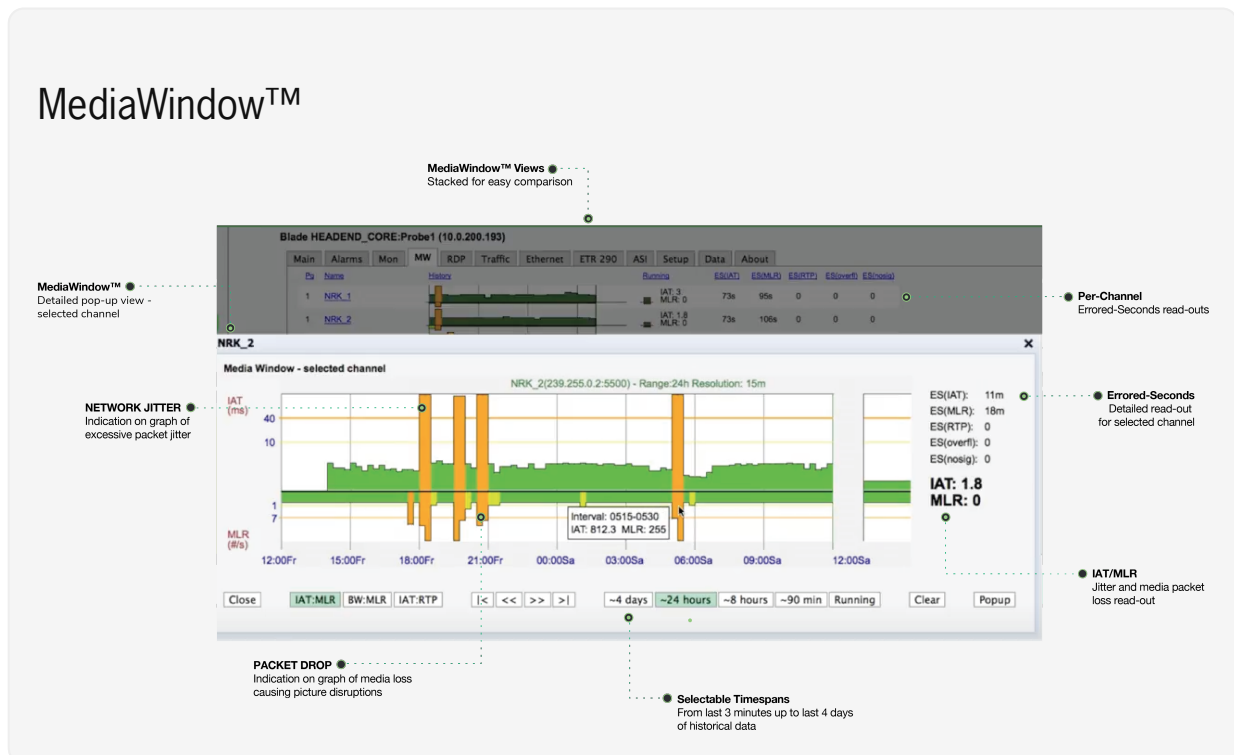 MediaWindow™
MediaWindow™ Views
Stacked for easy comparison
Blade HEADEND_CORE:Probe1 (10.0.200.193)
Main Alarms Mon MW RDP Traffic Ethernet ETR 290 ASI Setup Data About
Pg Name History Running ES(IAT) ES(MLR) ES(RTP) ES(overfl) ES(nosig)
1 NRK_1 IAT: 3 MLR: 0 73s 95s 0 0 0
1 NRK_2 IAT: 1.8 MLR: 0 73s 106s 0 0 0
MediaWindow™
Detailed pop-up view -
selected channel
Per-Channel
Errored-Seconds read-outs
NRK_2 ×
Media Window - selected channel
NRK_2(239.255.0.2:5500) - Range:24h Resolution: 15m
IAT
(ms)
40
10
1
7
MLR
(#/s)
12:00Fr 15:00Fr 18:00Fr 21:00Fr 00:00Sa 03:00Sa 06:00Sa 09:00Sa 12:00Sa
Interval: 0515-0530
IAT: 812.3 MLR: 255
ES(IAT): 11m
ES(MLR): 18m
ES(RTP): 0
ES(overfl): 0
ES(nosig): 0
IAT: 1.8
MLR: 0
NETWORK JITTER
Indication on graph of
excessive packet jitter
Errored-Seconds
Detailed read-out
for selected channel
IAT/MLR
Jitter and media packet
loss read-out
Close IAT:MLR BW:MLR IAT:RTP |< << >> >| ~4 days ~24 hours ~8 hours ~90 min Running Clear Popup
PACKET DROP
Indication on graph of media loss
causing picture disruptions
Selectable Timespans
From last 3 minutes up to last 4 days
of historical data